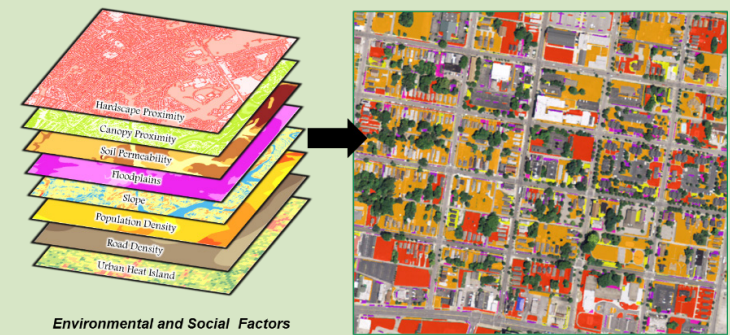 Hardscape Proximity
Canopy Proximity
Soil Permeability
Floodplains
Slope
Population Density
Road Density
Urban Heat Island
Environmental and Social Factors